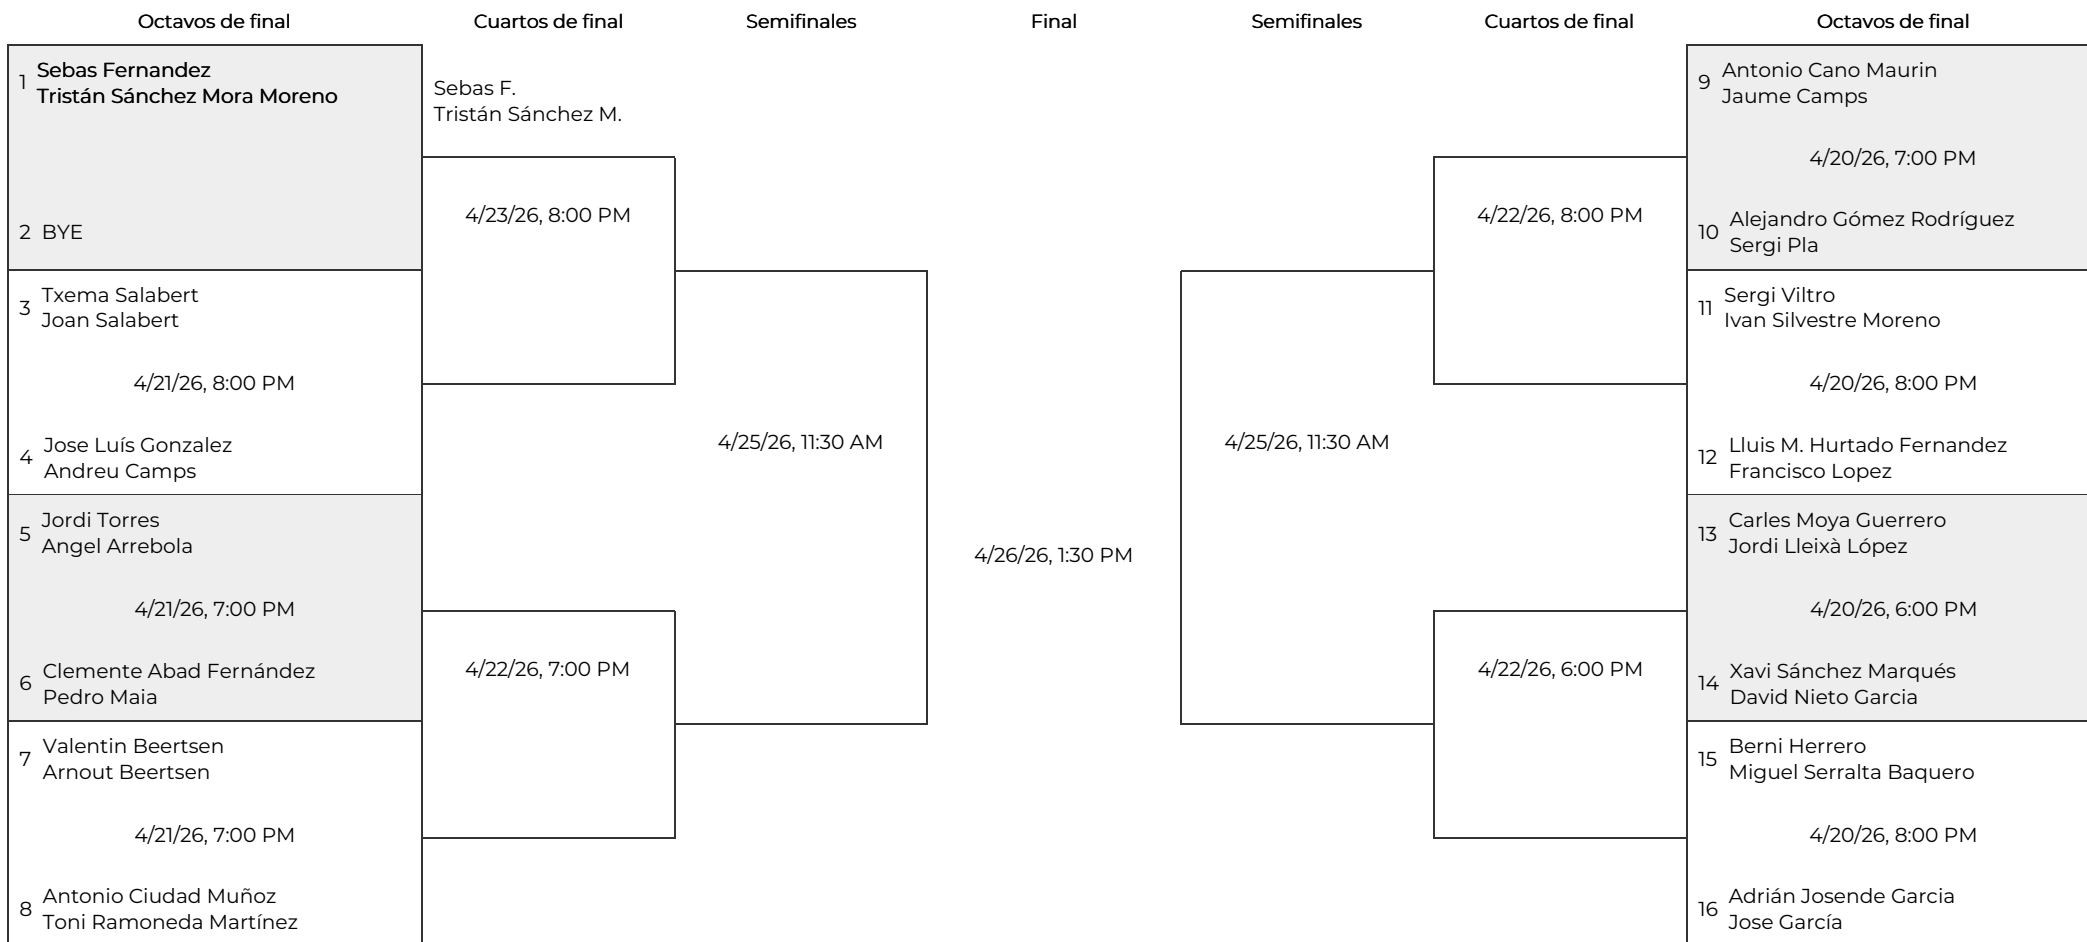 Octavos de final
Cuartos de final
Semifinales
Final
Semifinales
Cuartos de final
Octavos de final
1 Sebas Fernandez
Tristán Sánchez Mora Moreno
2 BYE
3 Txema Salabert
Joan Salabert
4/21/26, 8:00 PM
4 Jose Luís Gonzalez
Andreu Camps
5 Jordi Torres
Angel Arrebola
4/21/26, 7:00 PM
6 Clemente Abad Fernández
Pedro Maia
7 Valentin Beertsen
Arnout Beertsen
4/21/26, 7:00 PM
8 Antonio Ciudad Muñoz
Toni Ramoneda Martínez
Sebas F.
Tristán Sánchez M.
4/23/26, 8:00 PM
4/22/26, 7:00 PM
4/25/26, 11:30 AM
4/26/26, 1:30 PM
4/25/26, 11:30 AM
4/22/26, 8:00 PM
4/22/26, 6:00 PM
9 Antonio Cano Maurin
Jaume Camps
4/20/26, 7:00 PM
10 Alejandro Gómez Rodríguez
Sergi Pla
11 Sergi Viltro
Ivan Silvestre Moreno
4/20/26, 8:00 PM
12 Lluis M. Hurtado Fernandez
Francisco Lopez
13 Carles Moya Guerrero
Jordi Lleixà López
4/20/26, 6:00 PM
14 Xavi Sánchez Marqués
David Nieto Garcia
15 Berni Herrero
Miguel Serralta Baquero
4/20/26, 8:00 PM
16 Adrián Josende Garcia
Jose García